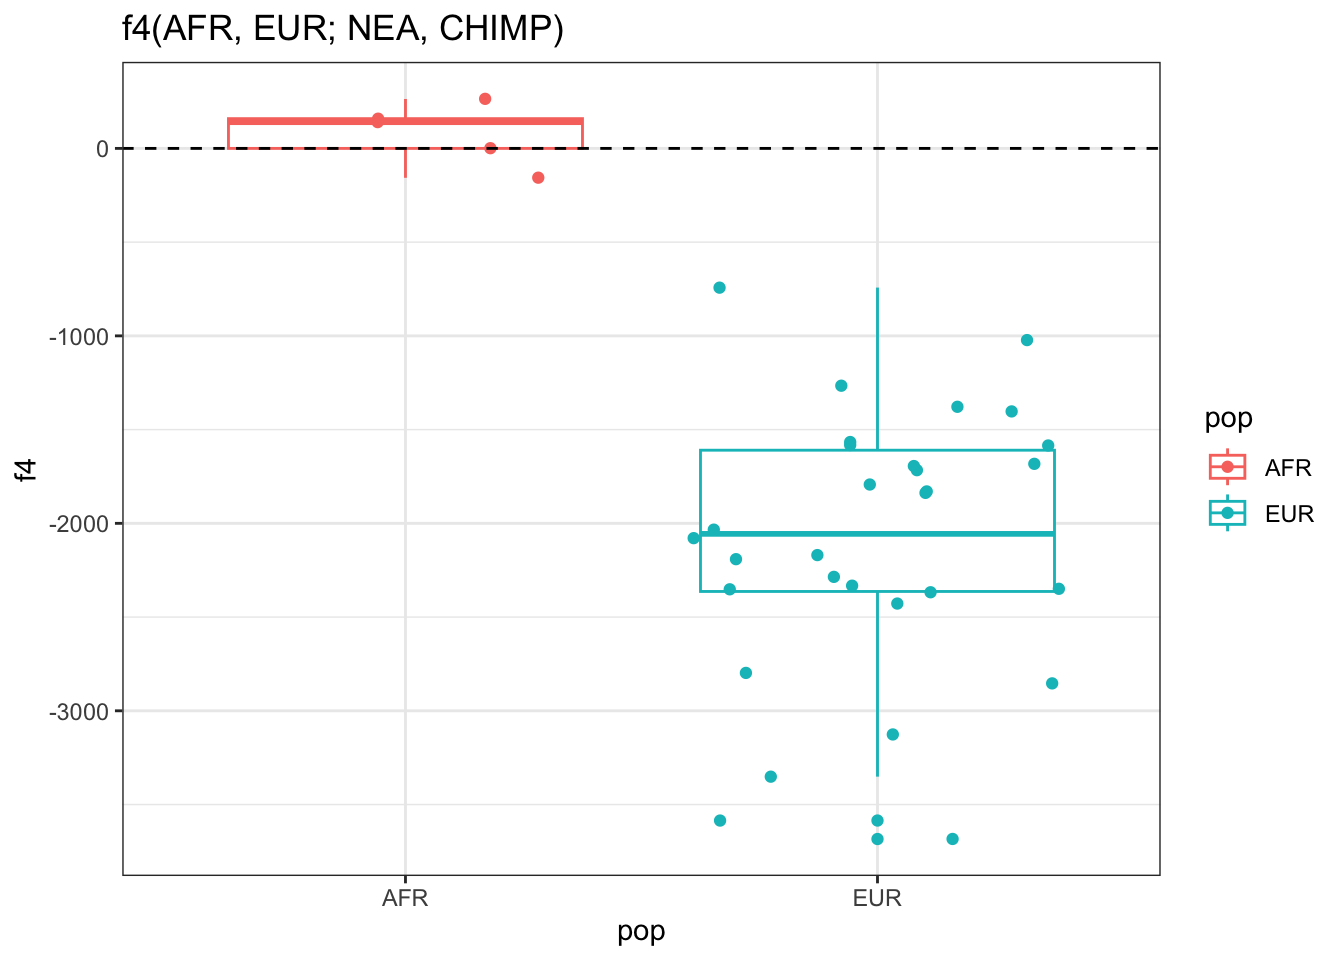 f4(AFR, EUR; NEA, CHIMP)
0
-1000
-2000
-3000
f4
AFR
EUR
pop
pop
AFR
EUR